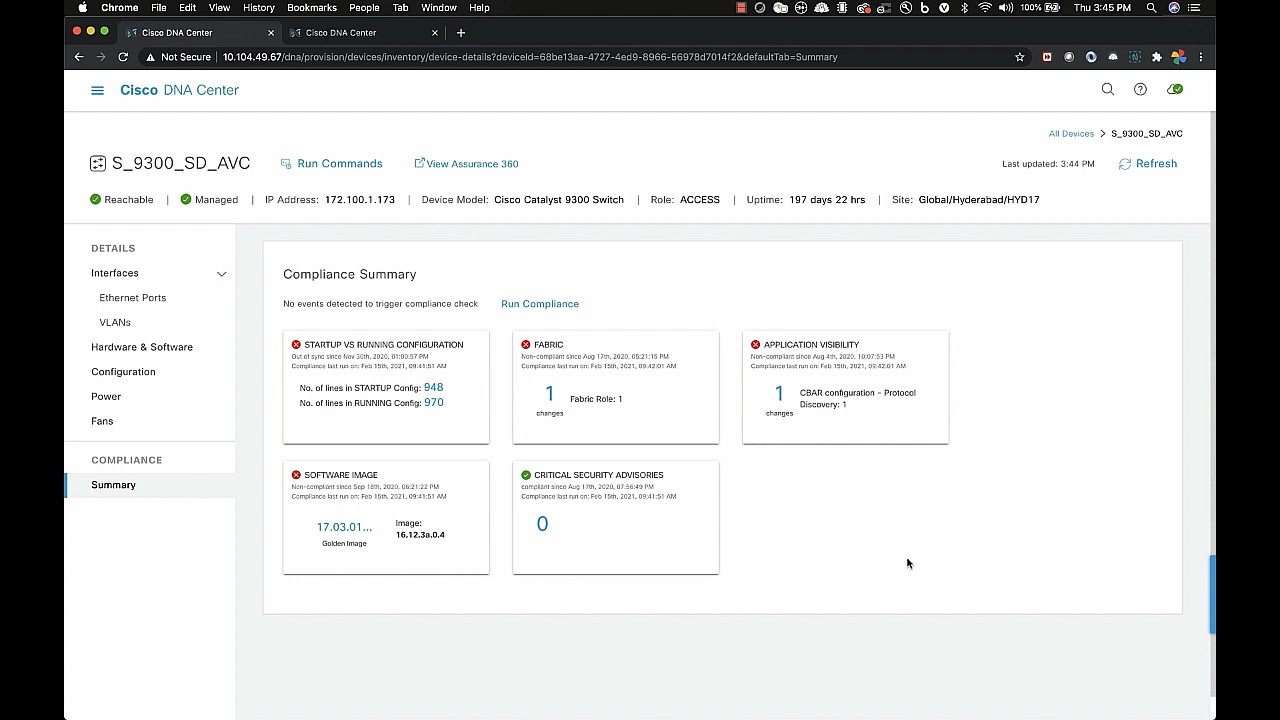 Chrome File Edit View History Bookmarks People Tab Window Help 100% Thu 3:45 PM
Cisco DNA Center × Cisco DNA Center × +
Not Secure 10.104.49.67/dna/provision/devices/inventory/device-details?deviceId=68be13aa-4727-4ed9-8966-56978d7014f2&defaultTab=Summary
Cisco DNA Center
All Devices > S_9300_SD_AVC
S_9300_SD_AVC Run Commands View Assurance 360 Last updated: 3:44 PM Refresh
Reachable | Managed | IP Address: 172.100.1.173 | Device Model: Cisco Catalyst 9300 Switch | Role: ACCESS | Uptime: 197 days 22 hrs | Site: Global/Hyderabad/HYD17
DETAILS
Interfaces
Ethernet Ports
VLANs
Hardware & Software
Configuration
Power
Fans
COMPLIANCE
Summary
Compliance Summary
No events detected to trigger compliance check Run Compliance
STARTUP VS RUNNING CONFIGURATION
Out of sync since Nov 30th, 2020, 01:00:57 PM
Compliance last run on: Feb 15th, 2021, 09:41:51 AM
No. of lines in STARTUP Config: 948
No. of lines in RUNNING Config: 970
FABRIC
Non-compliant since Aug 17th, 2020, 05:21:15 PM
Compliance last run on: Feb 15th, 2021, 09:42:01 AM
1
changes
Fabric Role: 1
APPLICATION VISIBILITY
Non-compliant since Aug 4th, 2020, 10:07:53 PM
Compliance last run on: Feb 15th, 2021, 09:42:01 AM
1
changes
CBAR configuration - Protocol
Discovery: 1
SOFTWARE IMAGE
Non-compliant since Sep 18th, 2020, 06:21:22 PM
Compliance last run on: Feb 15th, 2021, 09:41:51 AM
17.03.01...
Golden Image
Image:
16.12.3a.0.4
CRITICAL SECURITY ADVISORIES
compliant since Aug 17th, 2020, 07:56:49 PM
Compliance last run on: Feb 15th, 2021, 09:41:51 AM
0